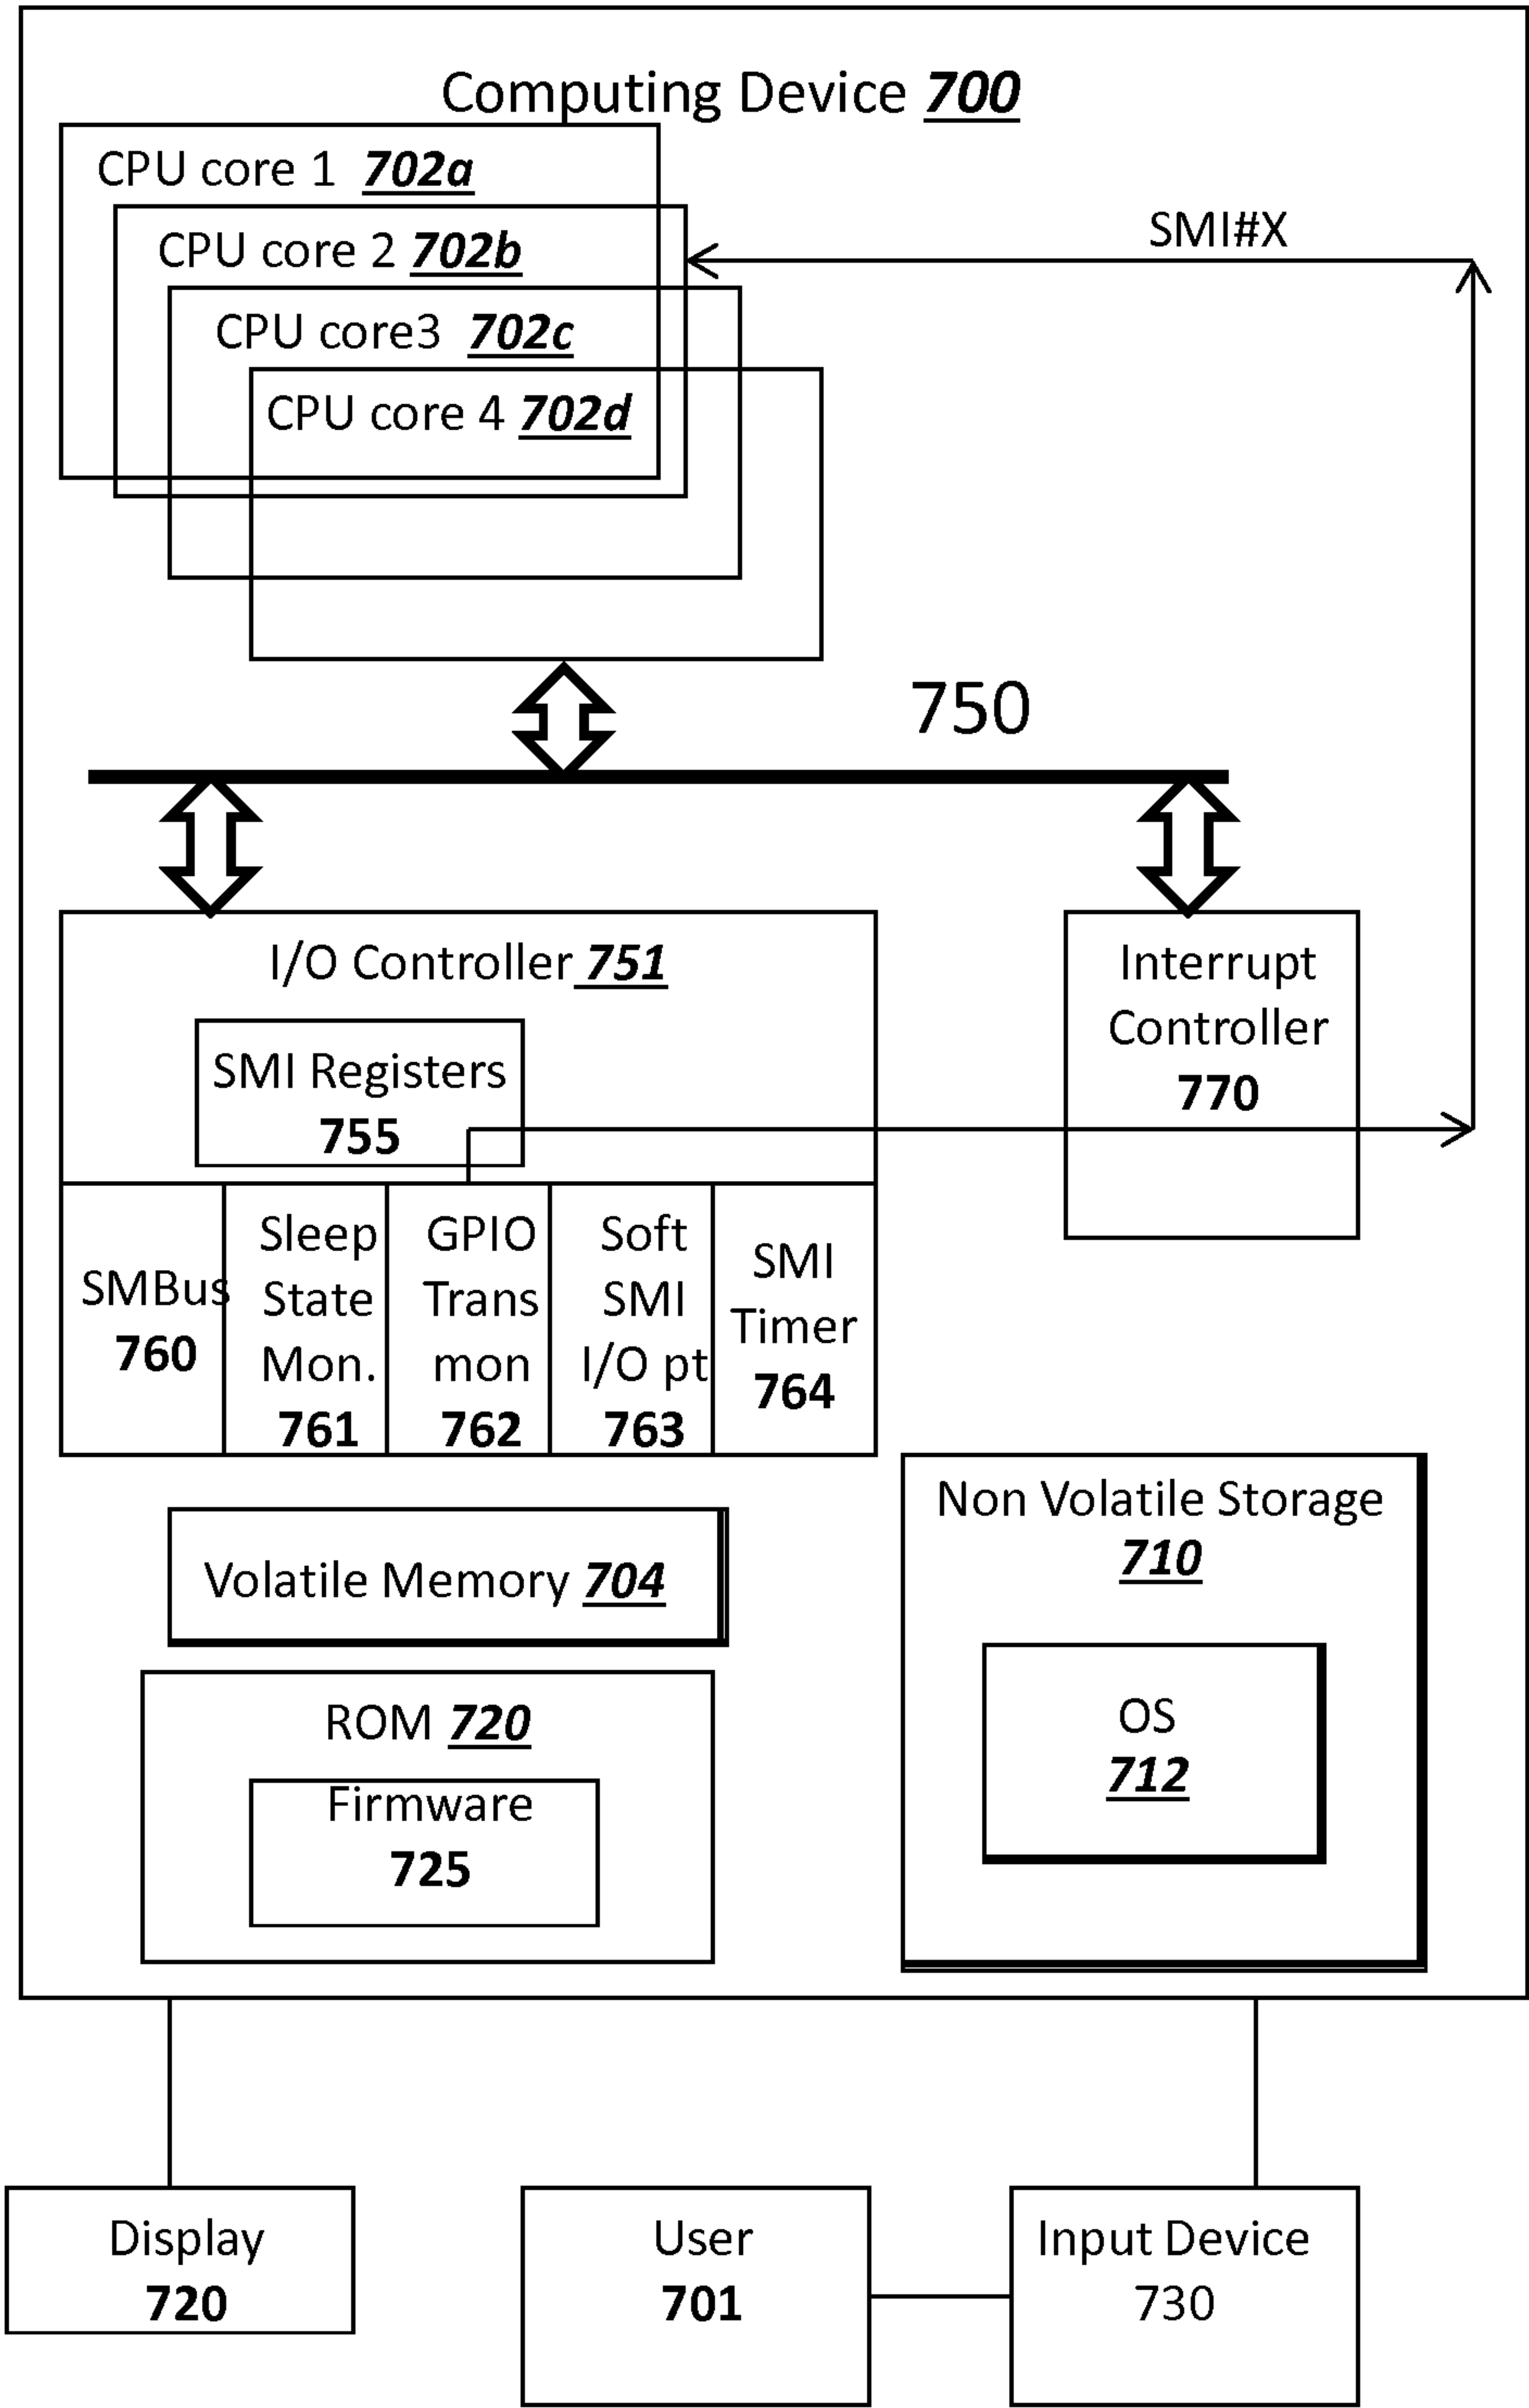 Computing Device 700
CPU core 1 702a
CPU core 2 702b
SMI#X
CPU core3 702c
CPU core 4 702d
750
I/O Controller 751
SMI Registers
755
Interrupt
Controller
770
SMBus
760
Sleep
State
Mon.
761
GPIO
Trans
mon
762
Soft
SMI
I/O pt
763
SMI
Timer
764
Non Volatile Storage
710
OS
712
Volatile Memory 704
ROM 720
Firmware
725
Display
720
User
701
Input Device
730